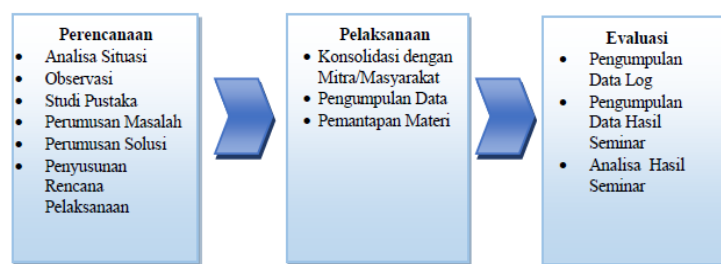 Perencanaan
• Analisa Situasi
• Observasi
• Studi Pustaka
• Perumusan Masalah
• Perumusan Solusi
• Penyusunan
Rencana
Pelaksanaan
Pelaksanaan
• Konsolidasi dengan
Mitra/Masyarakat
• Pengumpulan Data
• Pemantapan Materi
Evaluasi
• Pengumpulan
Data Log
• Pengumpulan
Data Hasil
Seminar
• Analisa Hasil
Seminar